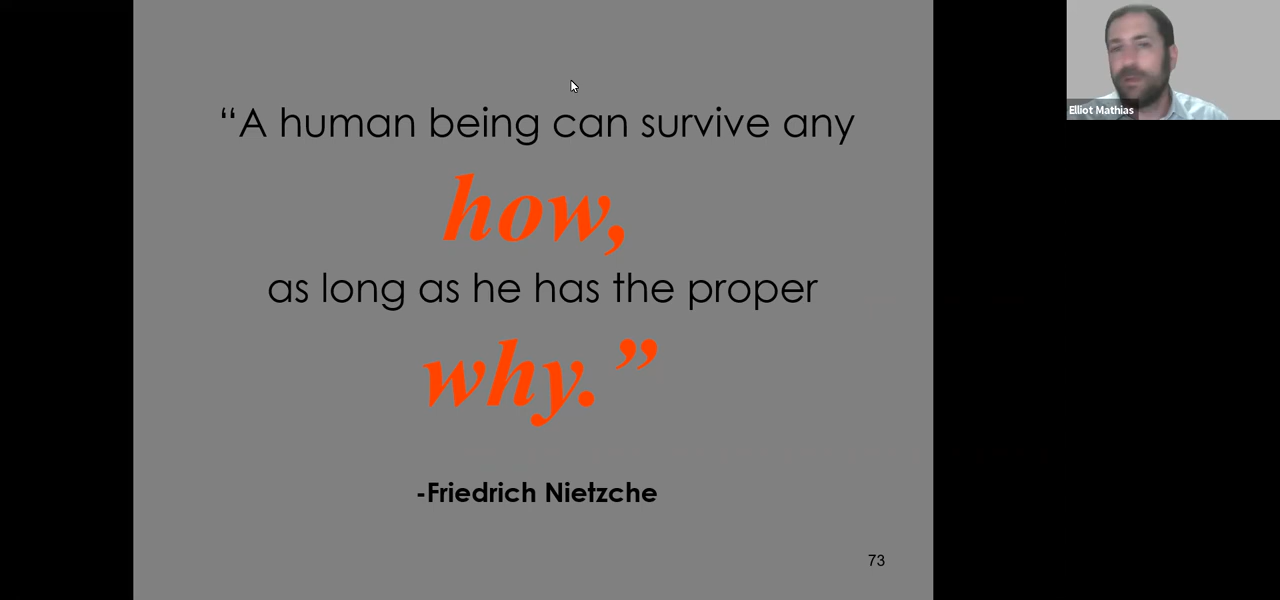 “A human being can survive any
how,
as long as he has the proper
why.”
-Friedrich Nietzche
73
Elliot Mathias